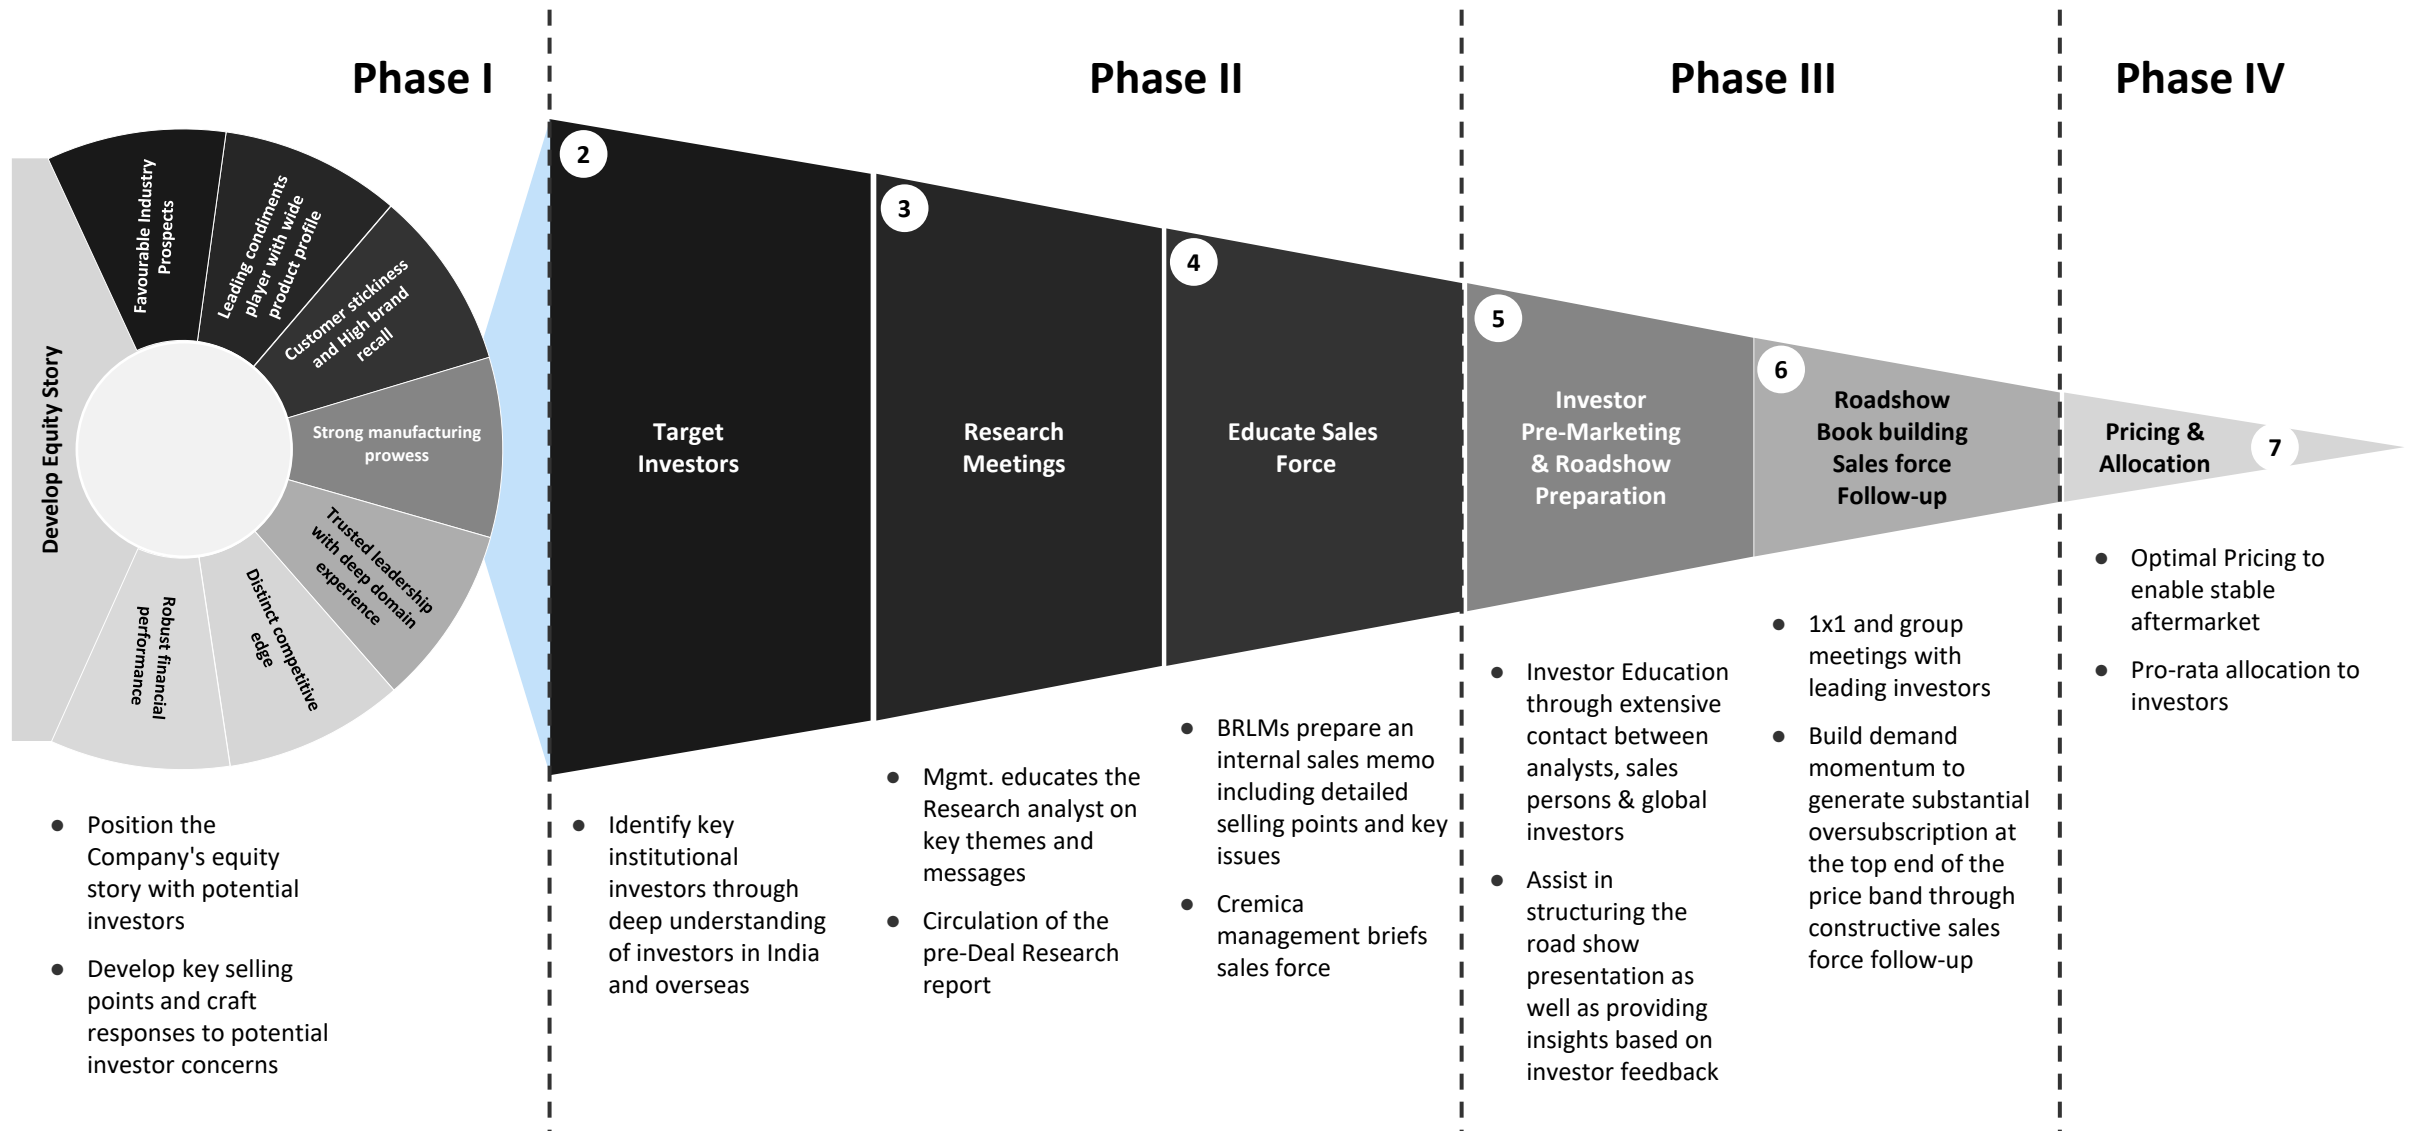 Phase I
Phase II
Phase III
Phase IV
Develop Equity Story
Favourable Industry
Prospects
Leading condiments
player with wide
product profile
Customer stickiness
and High brand
recall
Strong manufacturing
prowess
Trusted leadership
with deep domain
experience
Distinct competitive
edge
Robust financial
performance
● Position the
Company's equity
story with potential
investors
● Develop key selling
points and craft
responses to potential
investor concerns
2
Target
Investors
● Identify key
institutional
investors through
deep understanding
of investors in India
and overseas
3
Research
Meetings
● Mgmt. educates the
Research analyst on
key themes and
messages
● Circulation of the
pre-Deal Research
report
4
Educate Sales
Force
● BRLMs prepare an
internal sales memo
including detailed
selling points and key
issues
● Cremica
management briefs
sales force
5
Investor
Pre-Marketing
& Roadshow
Preparation
● Investor Education
through extensive
contact between
analysts, sales
persons & global
investors
● Assist in
structuring the
road show
presentation as
well as providing
insights based on
investor feedback
6
Roadshow
Book building
Sales force
Follow-up
● 1x1 and group
meetings with
leading investors
● Build demand
momentum to
generate substantial
oversubscription at
the top end of the
price band through
constructive sales
force follow-up
Pricing &
Allocation
7
● Optimal Pricing to
enable stable
aftermarket
● Pro-rata allocation to
investors